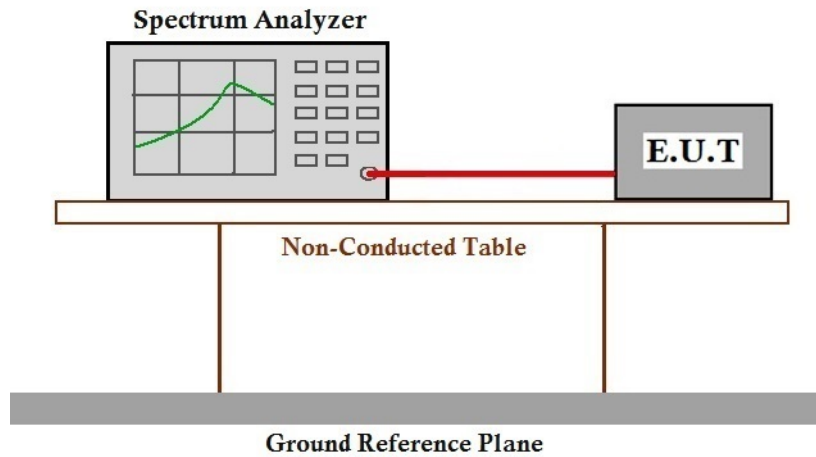 Spectrum Analyzer
E.U.T
Non-Conducted Table
Ground Reference Plane